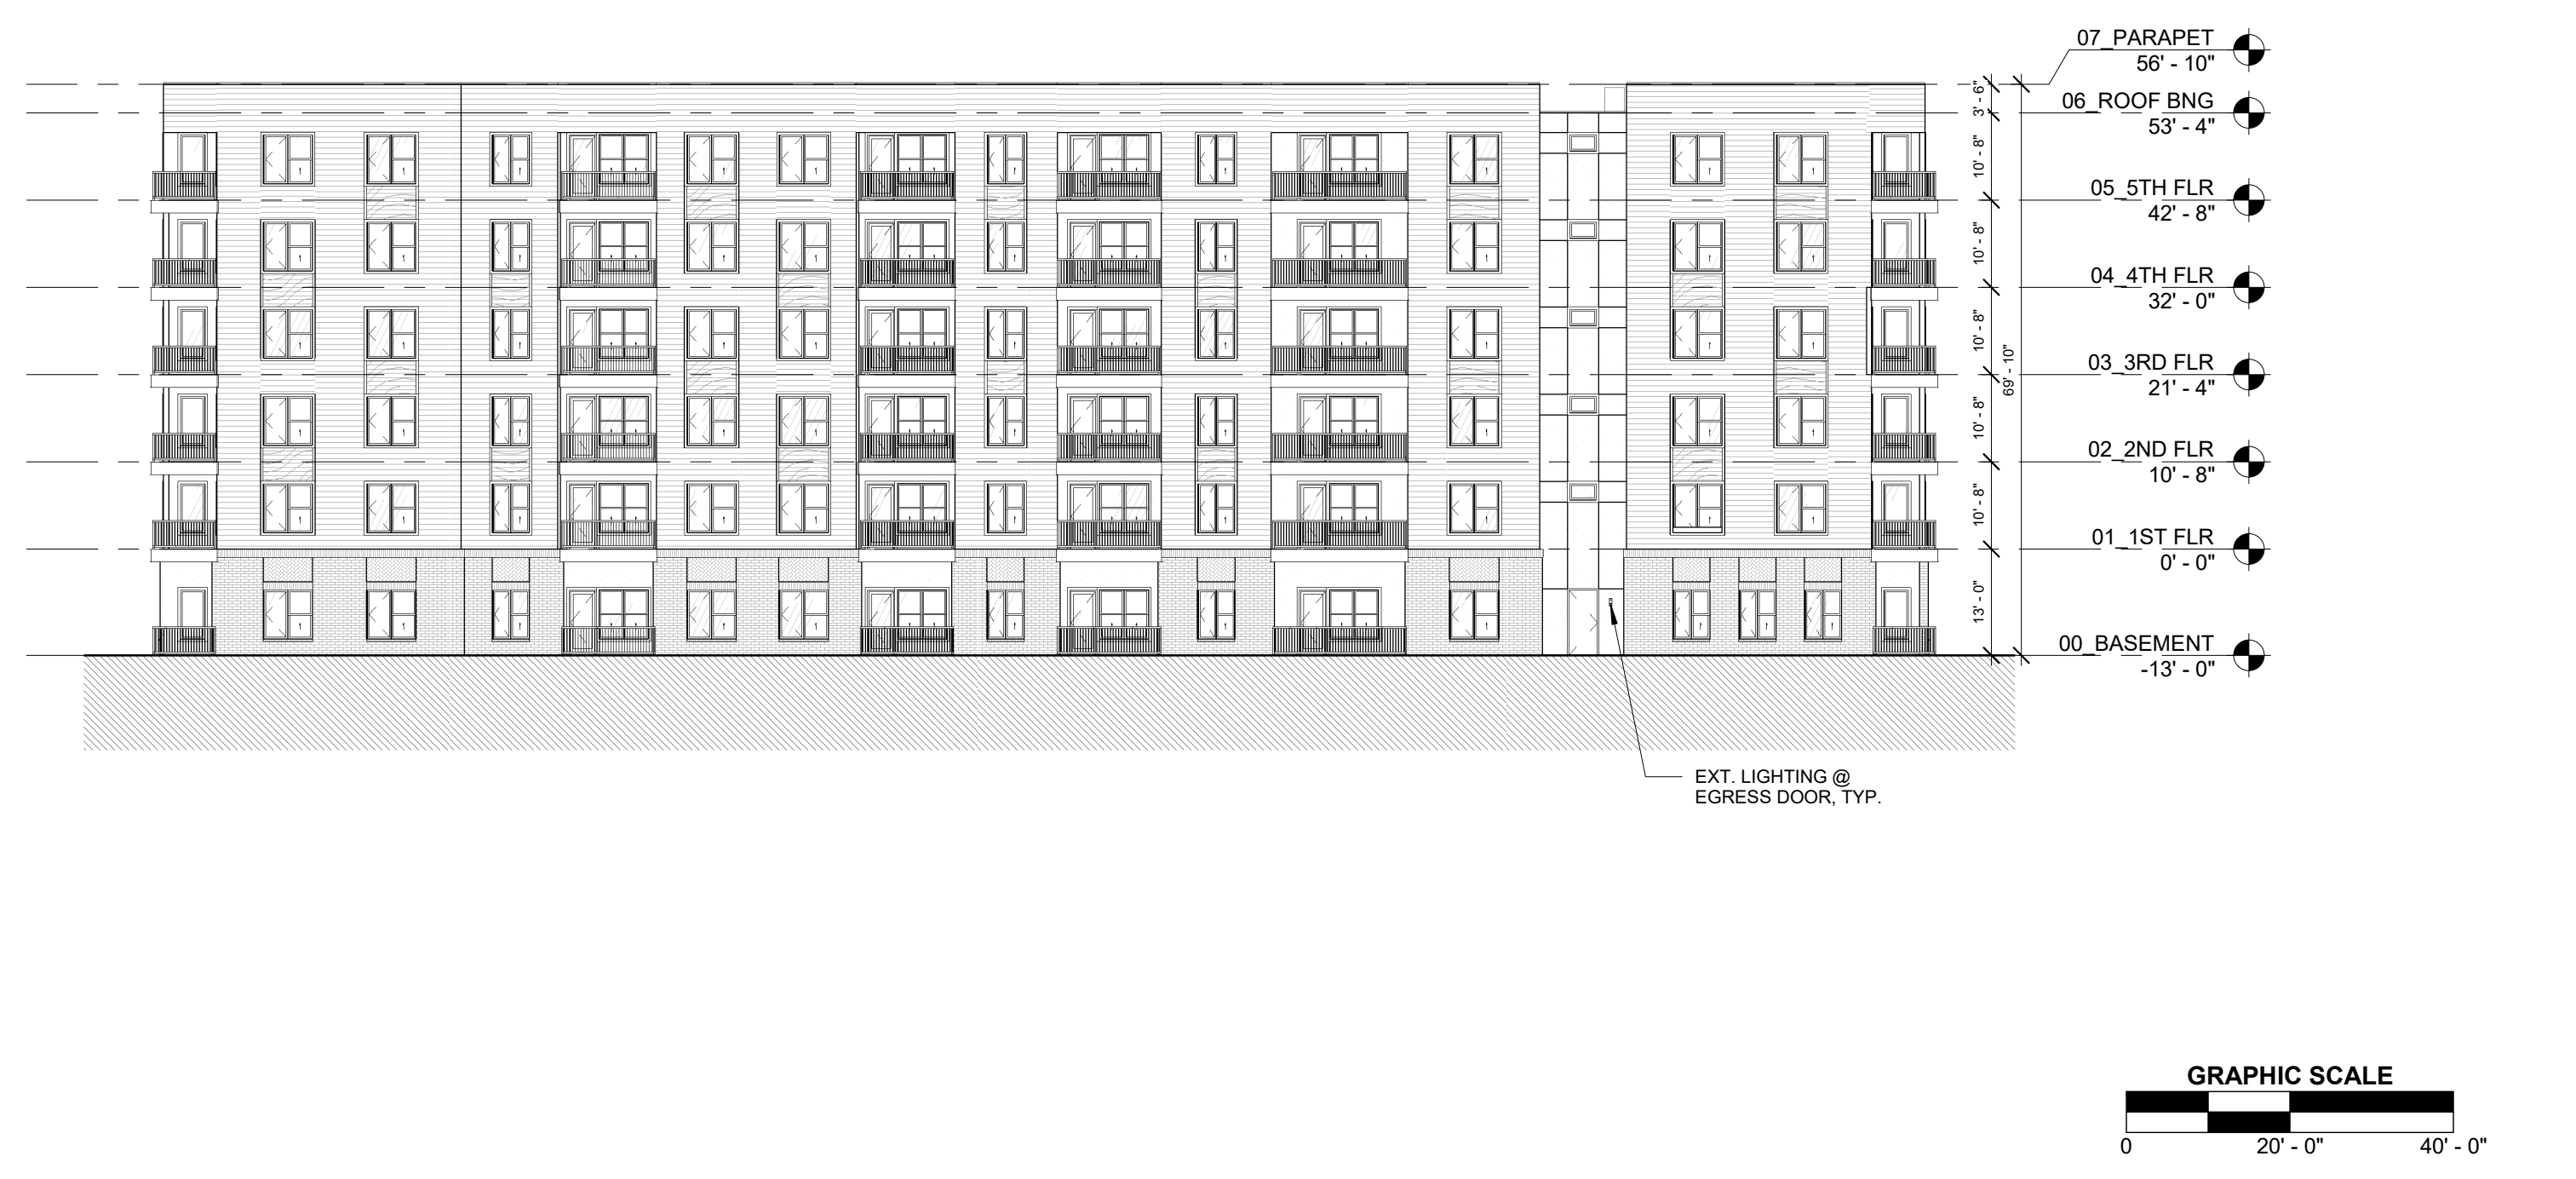 07_PARAPET
56' - 10"
06_ROOF BNG
53' - 4"
05_5TH FLR
42' - 8"
04_4TH FLR
32' - 0"
03_3RD FLR
21' - 4"
02_2ND FLR
10' - 8"
01_1ST FLR
0' - 0"
00_BASEMENT
-13' - 0"
3' - 6"
10' - 8"
10' - 8"
10' - 8"
10' - 8"
10' - 8"
13' - 0"
69' - 10"
EXT. LIGHTING @
EGRESS DOOR, TYP.
GRAPHIC SCALE
0 20' - 0" 40' - 0"